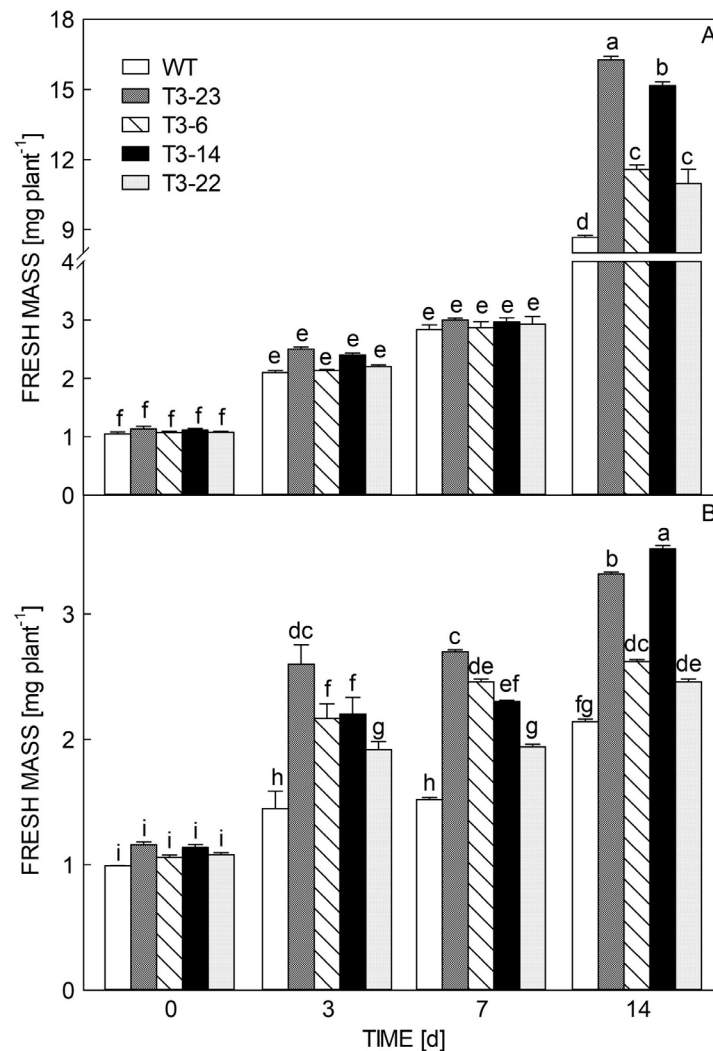 18
A
WT
T3-23
T3-6
T3-14
T3-22
a
b
15
12
c
c
9
d
FRESH MASS [mg plant⁻¹]
4
3
e e e e e
e e e e e
2
1
f f f f f
0
B
a
b
3
dc
c
de
ef
dc
de
FRESH MASS [mg plant⁻¹]
f f
g
g
fg
2
h
h
i i i i i
1
0
0 3 7 14
TIME [d]